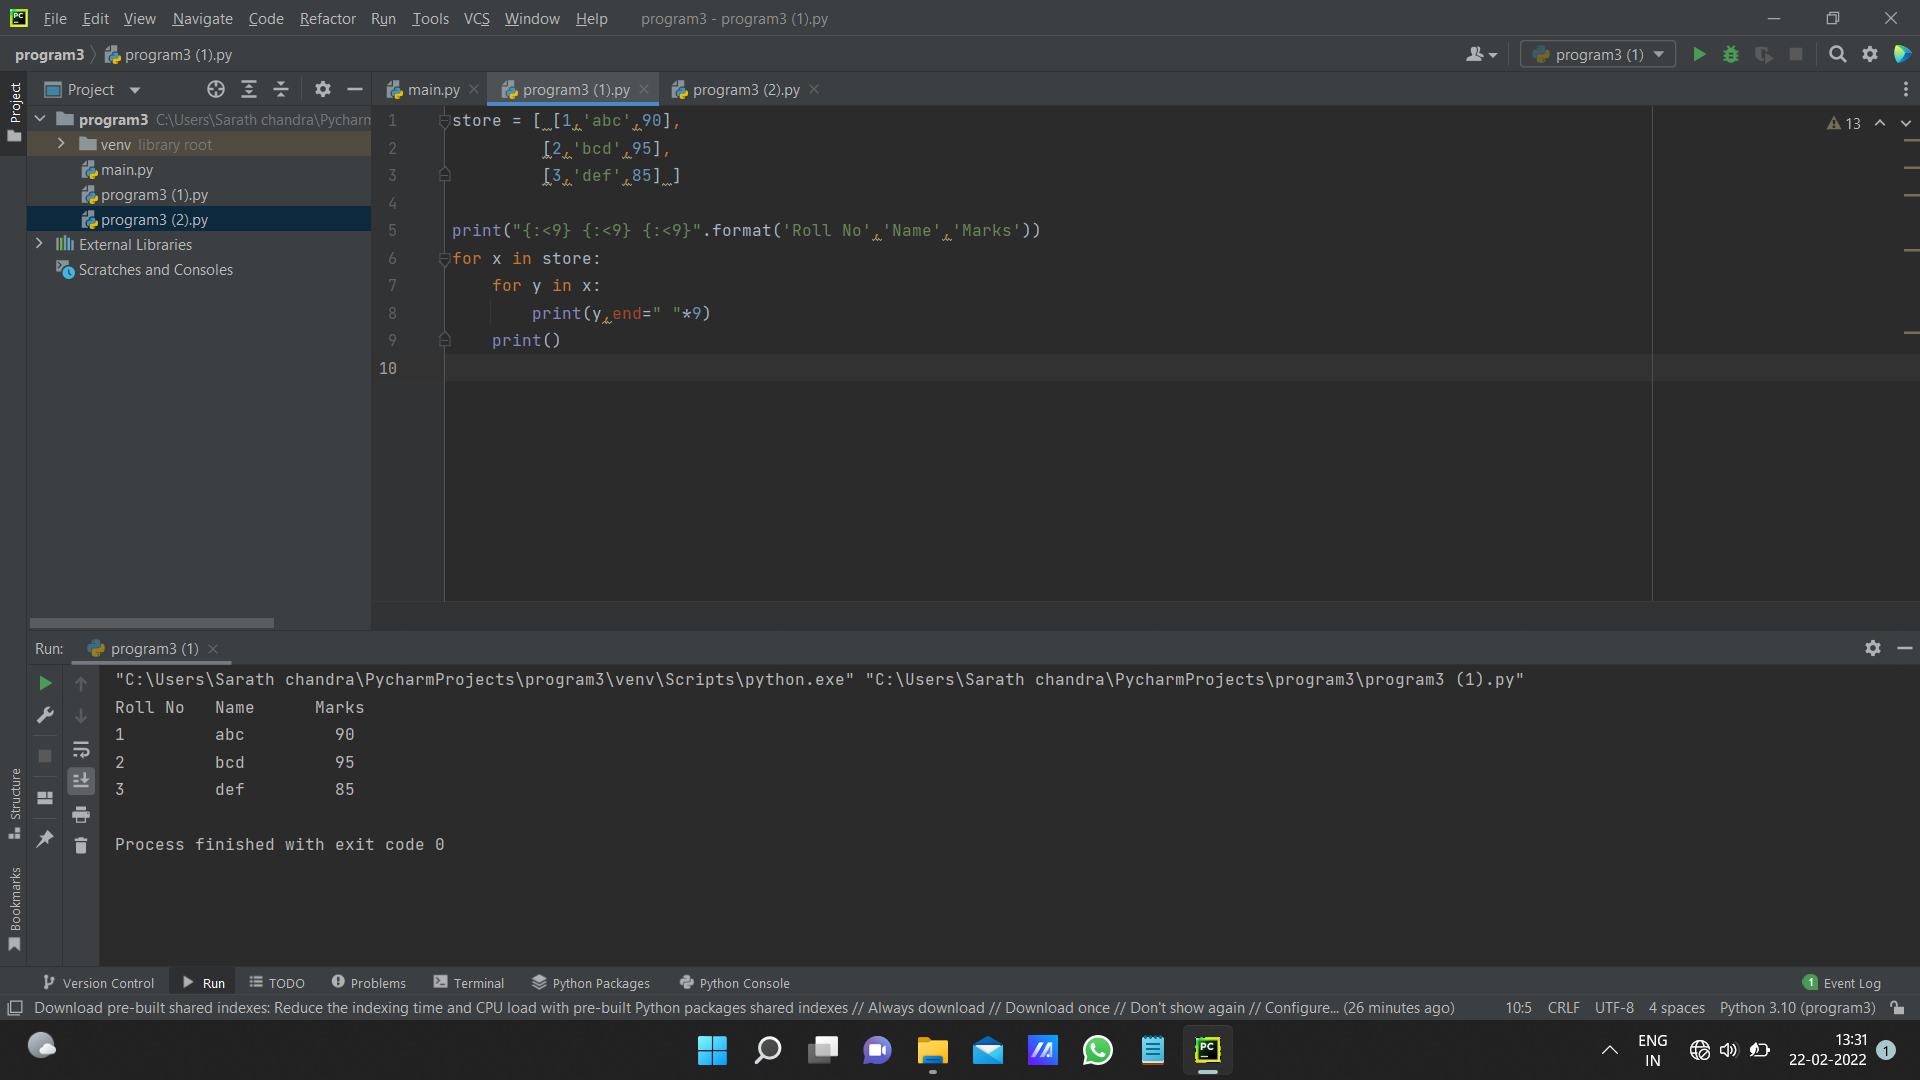 PC File Edit View Navigate Code Refactor Run Tools VCS Window Help program3 - program3 (1).py
program3 program3 (1).py program3 (1)
Project Project main.py program3 (1).py program3 (2).py
program3 C:\Users\Sarath chandra\Pycharm
venv library root
main.py
program3 (1).py
program3 (2).py
External Libraries
Scratches and Consoles
13
1 store = [ [1,'abc',90],
2 [2,'bcd',95],
3 [3,'def',85] ]
4
5 print("{:<9} {:<9} {:<9}".format('Roll No','Name','Marks'))
6 for x in store:
7 for y in x:
8 print(y,end=" "*9)
9 print()
10
Run: program3 (1)
"C:\Users\Sarath chandra\PycharmProjects\program3\venv\Scripts\python.exe" "C:\Users\Sarath chandra\PycharmProjects\program3\program3 (1).py"
Roll No Name Marks
1 abc 90
2 bcd 95
3 def 85
Process finished with exit code 0
Structure
Bookmarks
Version Control Run TODO Problems Terminal Python Packages Python Console 1 Event Log
Download pre-built shared indexes: Reduce the indexing time and CPU load with pre-built Python packages shared indexes // Always download // Download once // Don't show again // Configure... (26 minutes ago) 10:5 CRLF UTF-8 4 spaces Python 3.10 (program3)
PC ENG 13:31
IN 22-02-2022 1